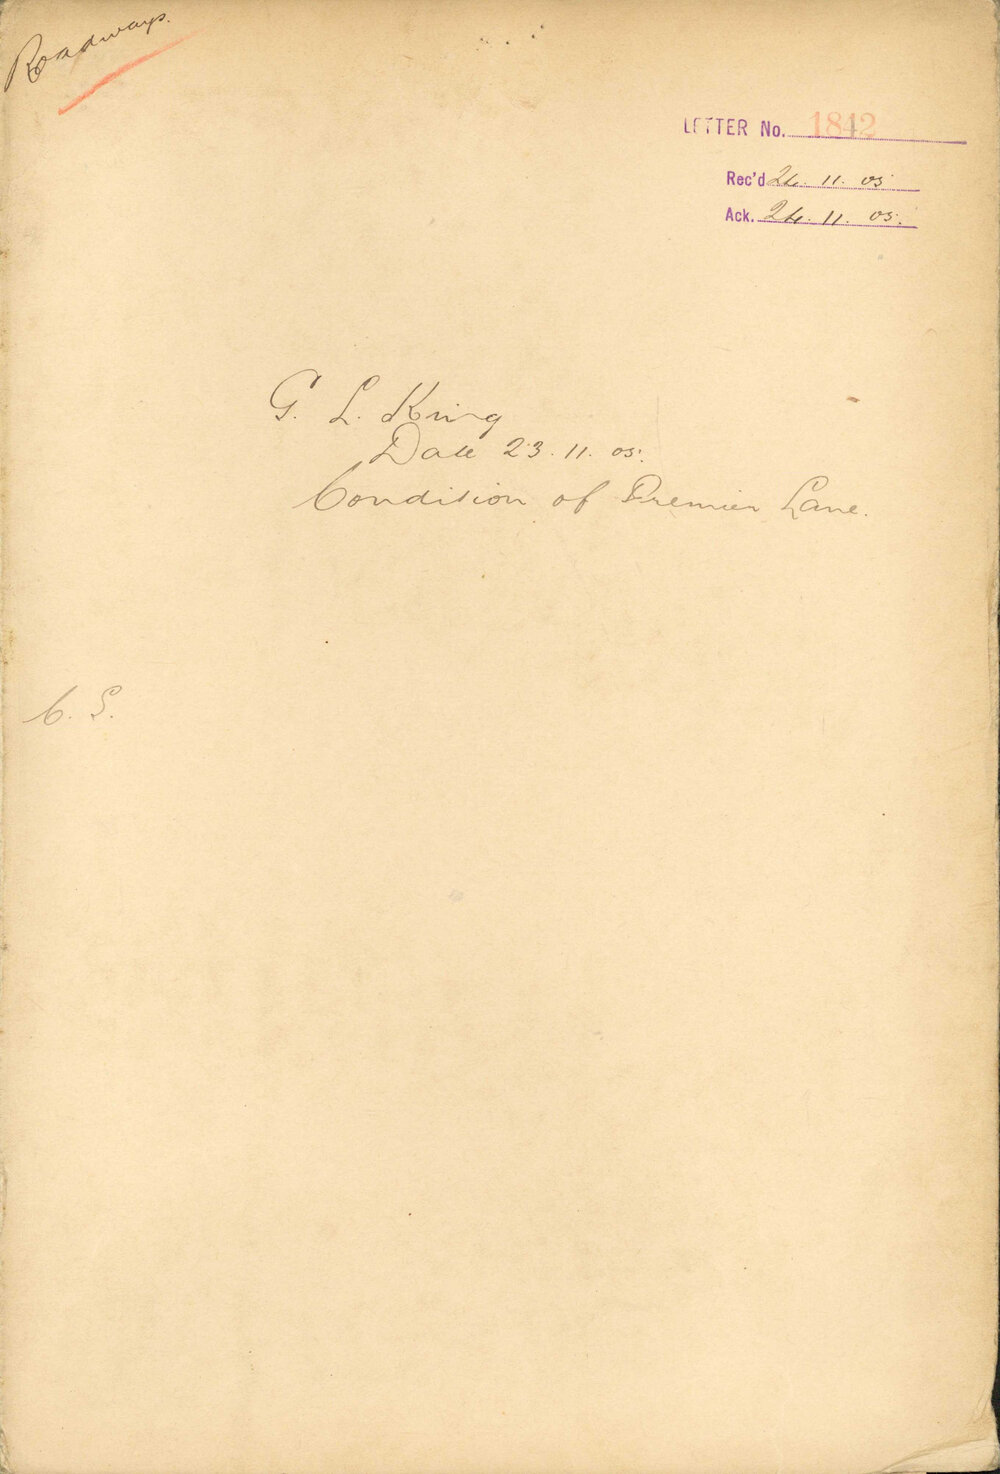 Roadways.
LETTER No. 1842
Rec'd 24. 11. 05
Ack. 24. 11. 05.
G. L. King
Date 23. 11. 05.
Condition of Premier Lane.
C. S.